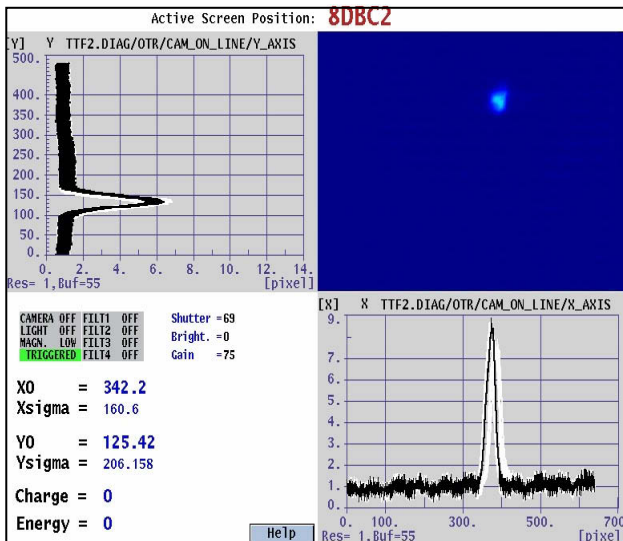 Active Screen Position: 8DBC2
[Y] Y TTF2.DIAG/OTR/CAM_ON_LINE/Y_AXIS
500.
400.
350.
300.
250.
200.
150.
100.
50.
0.
0. 2. 4. 6. 8. 10. 12. 14.
Res= 1,Buf=55 [pixel]
CAMERA OFF FILT1 OFF
LIGHT OFF FILT2 OFF
MAGN. LOW FILT3 OFF
TRIGGERED FILT4 OFF
Shutter =69
Bright. =0
Gain =75
X0 = 342.2
Xsigma = 160.6
Y0 = 125.42
Ysigma = 206.158
Charge = 0
Energy = 0
Help
[X] X TTF2.DIAG/OTR/CAM_ON_LINE/X_AXIS
9.
7.
6.
5.
4.
3.
2.
1.
0.
0. 100. 300. 500. 700
Res= 1,Buf=55 [pixel]